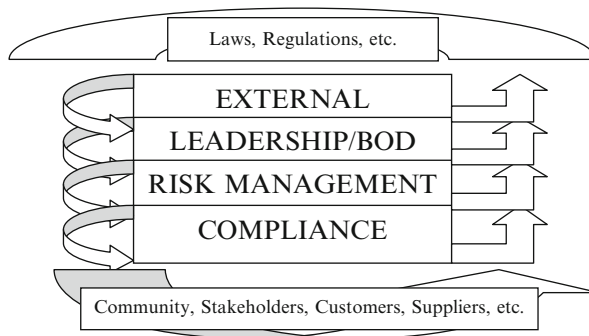 Laws, Regulations, etc.
EXTERNAL
LEADERSHIP/BOD
RISK MANAGEMENT
COMPLIANCE
Community, Stakeholders, Customers, Suppliers, etc.